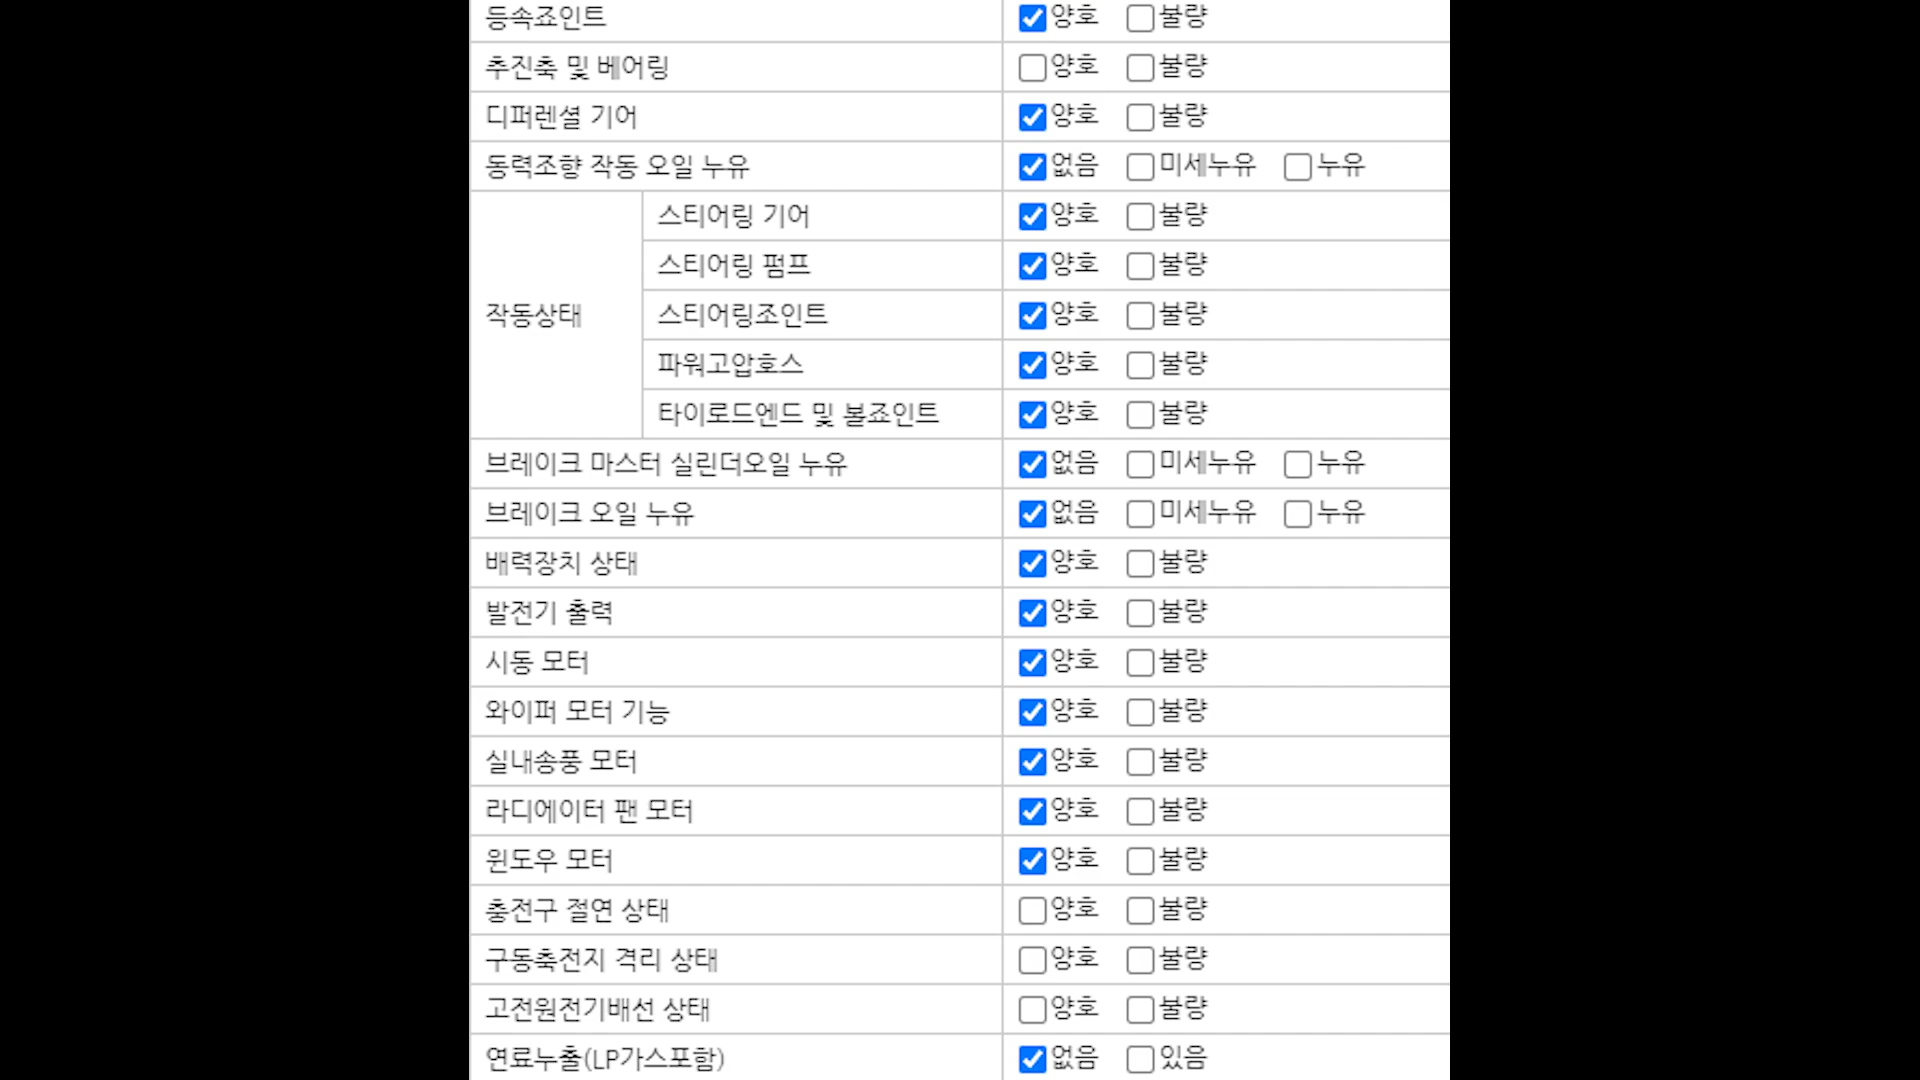 등속죠인트 양호 불량
추진축 및 베어링 양호 불량
디퍼렌셜 기어 양호 불량
동력조향 작동 오일 누유 없음 미세누유 누유
작동상태
스티어링 기어 양호 불량
스티어링 펌프 양호 불량
스티어링조인트 양호 불량
파워고압호스 양호 불량
타이로드엔드 및 볼죠인트 양호 불량
브레이크 마스터 실린더오일 누유 없음 미세누유 누유
브레이크 오일 누유 없음 미세누유 누유
배력장치 상태 양호 불량
발전기 출력 양호 불량
시동 모터 양호 불량
와이퍼 모터 기능 양호 불량
실내송풍 모터 양호 불량
라디에이터 팬 모터 양호 불량
윈도우 모터 양호 불량
충전구 절연 상태 양호 불량
구동축전지 격리 상태 양호 불량
고전원전기배선 상태 양호 불량
연료누출(LP가스포함) 없음 있음